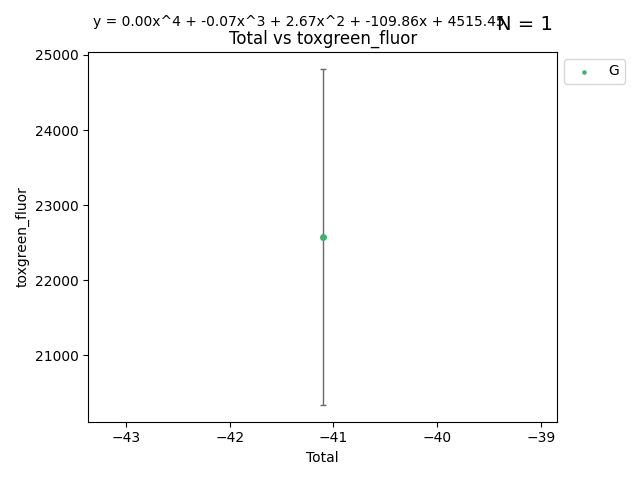 y = 0.00x^4 + -0.07x^3 + 2.67x^2 + -109.86x + 4515.45
N = 1
Total vs toxgreen_fluor
G
25000
24000
23000
22000
21000
toxgreen_fluor
−43 −42 −41 −40 −39
Total